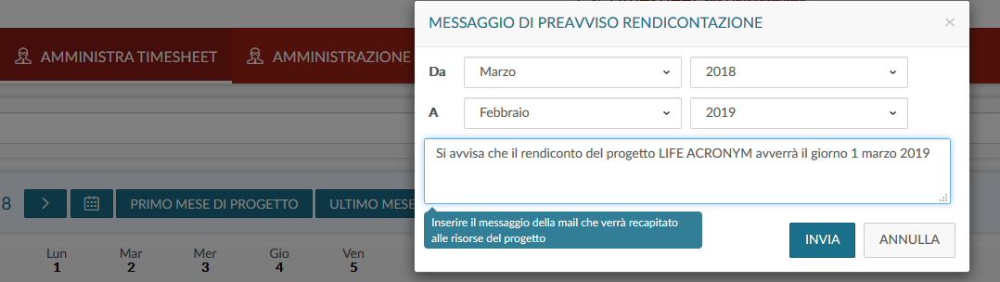 MESSAGGIO DI PREAVVISO RENDICONTAZIONE
×
AMMINISTRA TIMESHEET
AMMINISTRAZIONE
Da
Marzo
2018
A
Febbraio
2019
Si avvisa che il rendiconto del progetto LIFE ACRONYM avverrà il giorno 1 marzo 2019
8
PRIMO MESE DI PROGETTO
ULTIMO MESE
Inserire il messaggio della mail che verrà recapitato
alle risorse del progetto
INVIA
ANNULLA
Lun Mar Mer Gio Ven
1 2 3 4 5